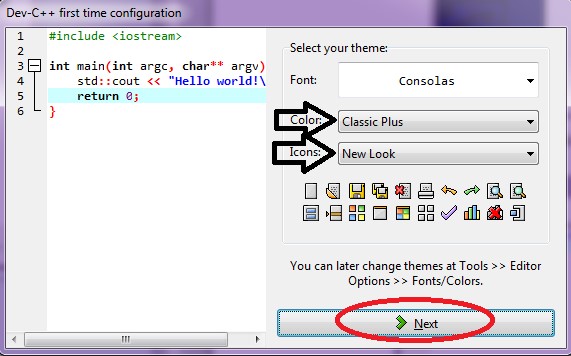 Dev-C++ first time configuration
1 #include <iostream>
2
3 int main(int argc, char** argv)
4 std::cout << "Hello world!\
5 return 0;
6 }
Select your theme:
Font: Consolas
Color: Classic Plus
Icons: New Look
You can later change themes at Tools >> Editor
Options >> Fonts/Colors.
Next